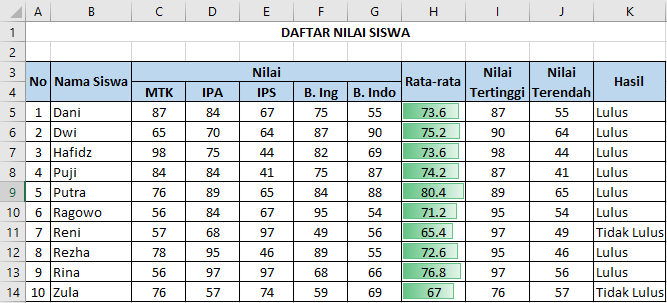 A B C D E F G H I J K
1 DAFTAR NILAI SISWA
2
3 No Nama Siswa Nilai Rata-rata Nilai Tertinggi Nilai Terendah Hasil
4 MTK IPA IPS B. Ing B. Indo
5 1 Dani 87 84 67 75 55 73.6 87 55 Lulus
6 2 Dwi 65 70 64 87 90 75.2 90 64 Lulus
7 3 Hafidz 98 75 44 82 69 73.6 98 44 Lulus
8 4 Puji 84 84 41 75 87 74.2 87 41 Lulus
9 5 Putra 76 89 65 84 88 80.4 89 65 Lulus
10 6 Ragowo 56 84 67 95 54 71.2 95 54 Lulus
11 7 Reni 57 68 97 49 56 65.4 97 49 Tidak Lulus
12 8 Rezha 78 95 46 89 55 72.6 95 46 Lulus
13 9 Rina 56 97 97 68 66 76.8 97 56 Lulus
14 10 Zula 76 57 74 59 69 67 76 57 Tidak Lulus